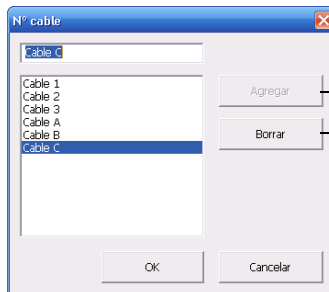 Nº cable
Cable C
Cable 1
Cable 2
Cable 3
Cable A
Cable B
Cable C
Agregar
Borrar
OK
Cancelar